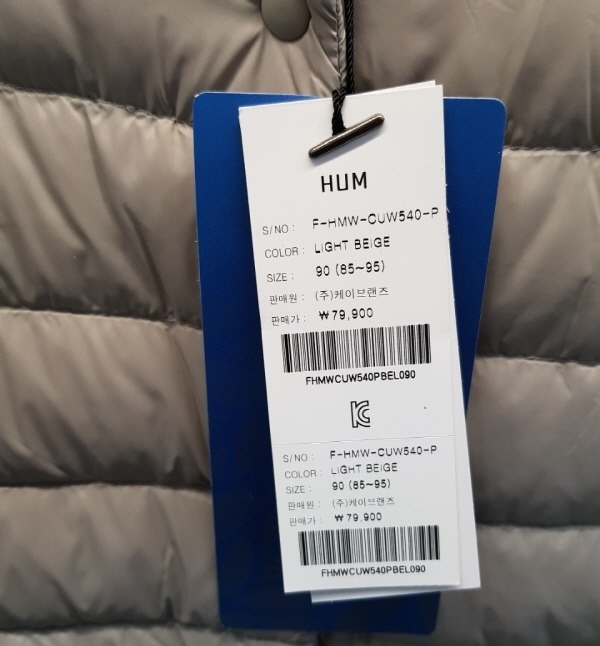 HUM
S/NO : F-HMW-CUW540-P
COLOR : LIGHT BEIGE
SIZE : 90 (85~95)
판매원 : (주)케이브랜즈
판매가 : ₩79,900
FHMWCUW540PBEL090
S/NO : F-HMW-CUW540-P
COLOR : LIGHT BEIGE
SIZE : 90 (85~95)
판매원 : (주)케이브랜즈
판매가 : ₩79,900
FHMWCUW540PBEL090